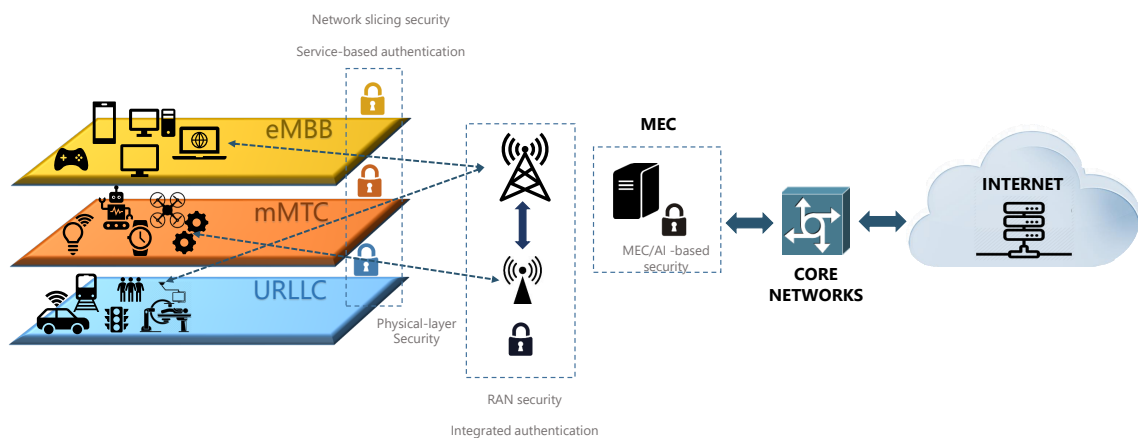 Network slicing security
Service-based authentication
eMBB
mMTC
URLLC
Physical-layer
Security
RAN security
Integrated authentication
MEC
MEC/AI -based
security
CORE
NETWORKS
INTERNET